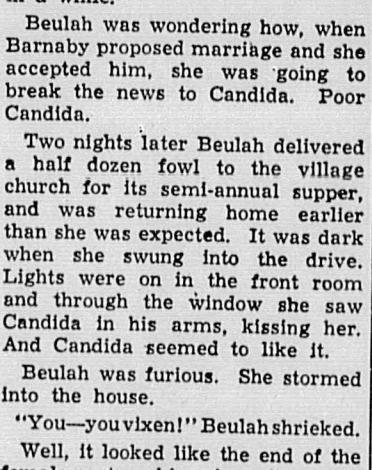 Beulah was wondering how, when
Barnaby proposed marriage and she
accepted him, she was going to
break the news to Candida. Poor
Candida.
Two nights later Beulah delivered
a half dozen fowl to the village
church for its semi-annual supper,
and was returning home earlier
than she was expected. It was dark
when she swung into the drive.
Lights were on in the front room
and through the window she saw
Candida in his arms, kissing her.
And Candida seemed to like it.
Beulah was furious. She stormed
into the house.
"You—you vixen!" Beulah shrieked.
Well, it looked like the end of the